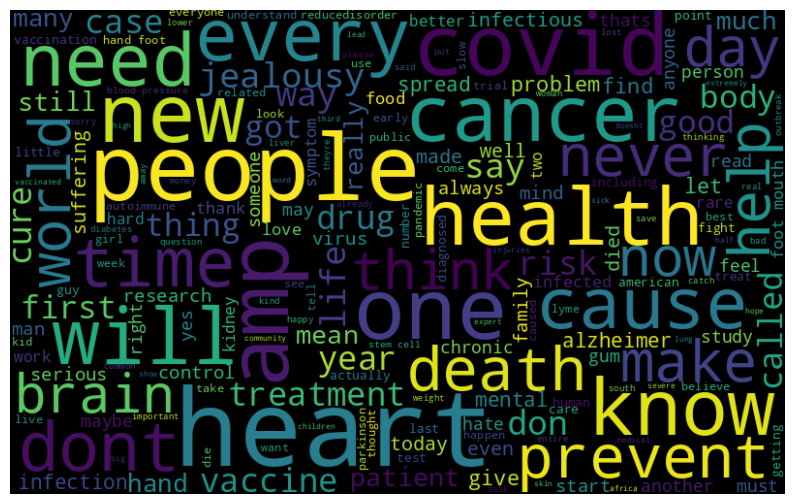 many
case
vaccination
hand foot
everyone
lower
every
understand
reducedisorder
covid
better
infectious
thats
point
much
need
jealousy
blood pressure
related
look
way
food
symptom
really
use
lead
please
said
put
slow
lost
trial
spread
problem
find
anyone
person
day
still
new
got
cancer
good
body
extremely
outbreak
sorry
high
third
early
public
woman
doesnt
thinking
little
world
suffering
people
made
say
well
two
never
read
help
cure
vaccinated
away
money
liver
theyre
word
come
including
let
real
sick
autoimmune
thank
someone
already
always
mind
rare
hard
thing
drug
may
love
number
pandemic
health
save
best
fight
half
bad
foot mouth
diabetes
girl
question
virus
diagnosed
injuries
died
now
feel
week
time
amp
life
see
tell
think
risk
infected
american
catch
treat
called
first
guy
research
right
yes
kidney
kind
happy
one
family
caused
cause
lyme
hope
man
work
kid
will
mean
community
expert
stem cell
alzheimer
study
lung
serious
control
year
chronic
gum
make
common
show
take
actually
death
human
south
severe
believe
brain
treatment
weight
mental
care
getting
live
maybe
important
heart
children
parkinson
thought
last
hate
happen
don
know
entire
medical
dont
big
die
want
today
test
even
prevent
skin
africa
infection
hand
vaccine
patient
give
start
another
must